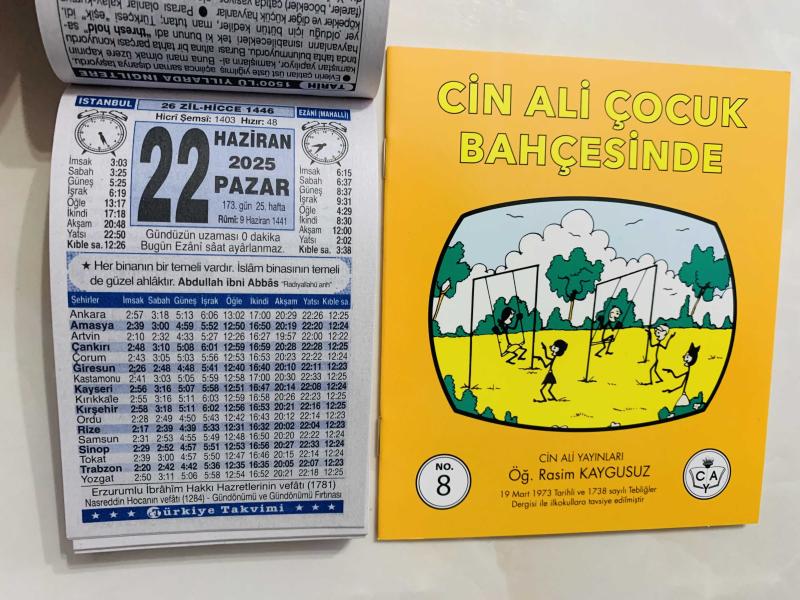 TARİH 1500'LÜ YILLARDA İNGİLTERE
"thresh hold"
İSTANBUL
26 ZİL-HİCCE 1446
EZÂNÎ (MAHALLİ)
Hicrî Şemsî: 1403 Hızır: 48
22
HAZİRAN
2025
PAZAR
173. gün 25. hafta
Rûmî: 9 Haziran 1441
İmsak 3:03
Sabah 3:25
Güneş 5:25
İşrak 6:19
Öğle 13:17
İkindi 17:18
Akşam 20:48
Yatsı 22:50
Kıble sa. 12:26
İmsak 6:15
Sabah 6:37
Güneş 8:37
İşrak 9:31
Öğle 4:29
İkindi 8:30
Akşam 12:00
Yatsı 2:02
Kıble sa. 3:38
Gündüzün uzaması 0 dakika
Bugün Ezânî sâat ayârlanmaz.
★ Her binanın bir temeli vardır. İslâm binasının temeli
de güzel ahlâktır. Abdullah ibni Abbâs "Radıyallahü anh"
Şehirler İmsak Sabah Güneş İşrak Öğle İkindi Akşam Yatsı Kıble sa.
Ankara 2:57 3:18 5:13 6:06 13:02 17:00 20:29 22:26 12:25
Amasya 2:39 3:00 4:59 5:52 12:50 16:50 20:19 22:20 12:24
Artvin 2:10 2:32 4:33 5:27 12:26 16:27 19:57 22:00 12:22
Çankırı 2:48 3:10 5:08 6:01 12:59 16:59 20:28 22:28 12:25
Çorum 2:43 3:05 5:03 5:56 12:53 16:53 20:23 22:22 12:24
Giresun 2:26 2:48 4:48 5:41 12:40 16:40 20:10 22:11 12:23
Kastamonu 2:41 3:03 5:05 5:59 12:58 17:00 20:30 22:33 12:25
Kayseri 2:56 3:16 5:07 5:58 12:51 16:47 20:14 22:08 12:24
Kırıkkale 2:55 3:16 5:11 6:03 12:59 16:58 20:26 22:23 12:25
Kırşehir 2:58 3:18 5:11 6:02 12:56 16:53 20:21 22:16 12:25
Ordu 2:28 2:49 4:50 5:43 12:42 16:43 20:12 22:14 12:23
Rize 2:17 2:39 4:39 5:33 12:31 16:32 20:02 22:04 12:23
Samsun 2:31 2:53 4:55 5:49 12:48 16:50 20:20 22:22 12:24
Sinop 2:29 2:52 4:57 5:51 12:53 16:56 20:27 22:33 12:24
Tokat 2:39 3:00 4:57 5:50 12:47 16:46 20:15 22:14 12:24
Trabzon 2:20 2:42 4:42 5:36 12:35 16:35 20:05 22:07 12:23
Yozgat 2:50 3:11 5:06 5:58 12:54 16:52 20:21 22:18 12:25
Erzurumlu İbrâhîm Hakkı Hazretlerinin vefâtı (1781)
Nasreddin Hocanın vefâtı (1284) - Gündönümü ve Gündönümü Fırtınası
Türkiye Takvimi
CİN ALİ ÇOCUK
BAHÇESİNDE
CİN ALİ YAYINLARI
Öğ. Rasim KAYGUSUZ
19 Mart 1973 Tarihli ve 1738 sayılı Tebliğler
Dergisi ile ilkokullara tavsiye edilmiştir
NO.
8
C A Y